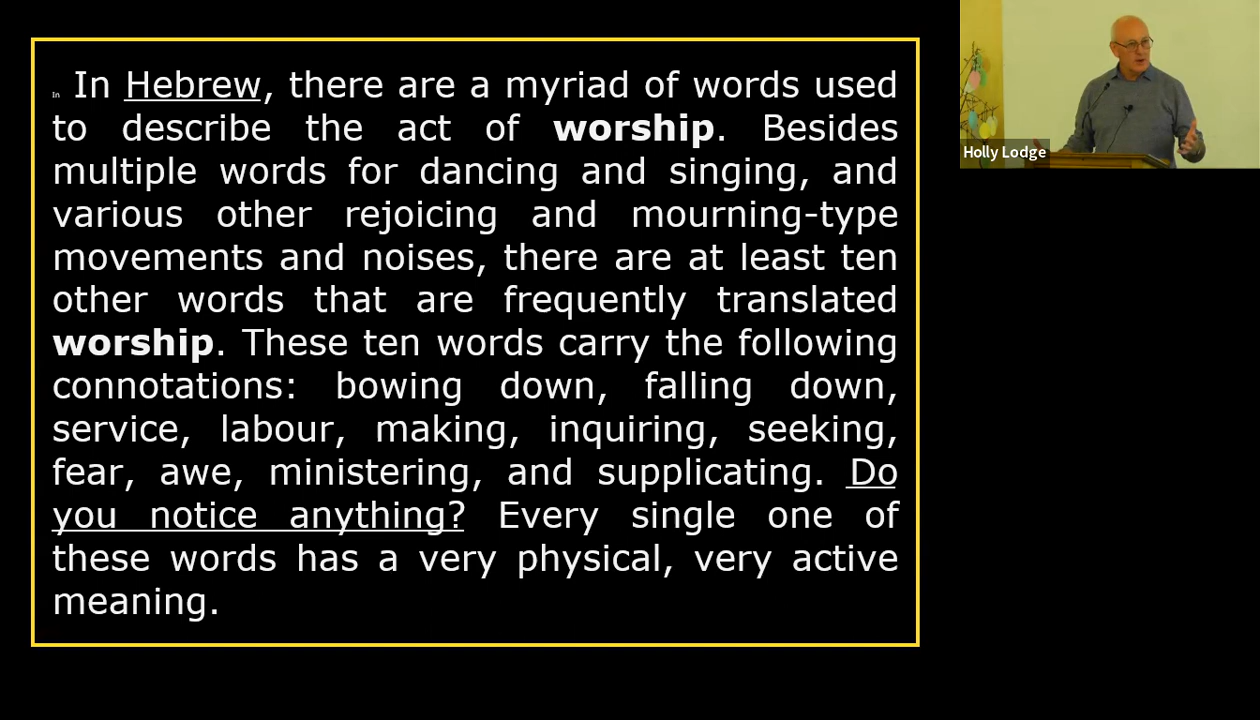 In In Hebrew, there are a myriad of words used
to describe the act of worship. Besides
multiple words for dancing and singing, and
various other rejoicing and mourning-type
movements and noises, there are at least ten
other words that are frequently translated
worship. These ten words carry the following
connotations: bowing down, falling down,
service, labour, making, inquiring, seeking,
fear, awe, ministering, and supplicating. Do
you notice anything? Every single one of
these words has a very physical, very active
meaning.
Holly Lodge